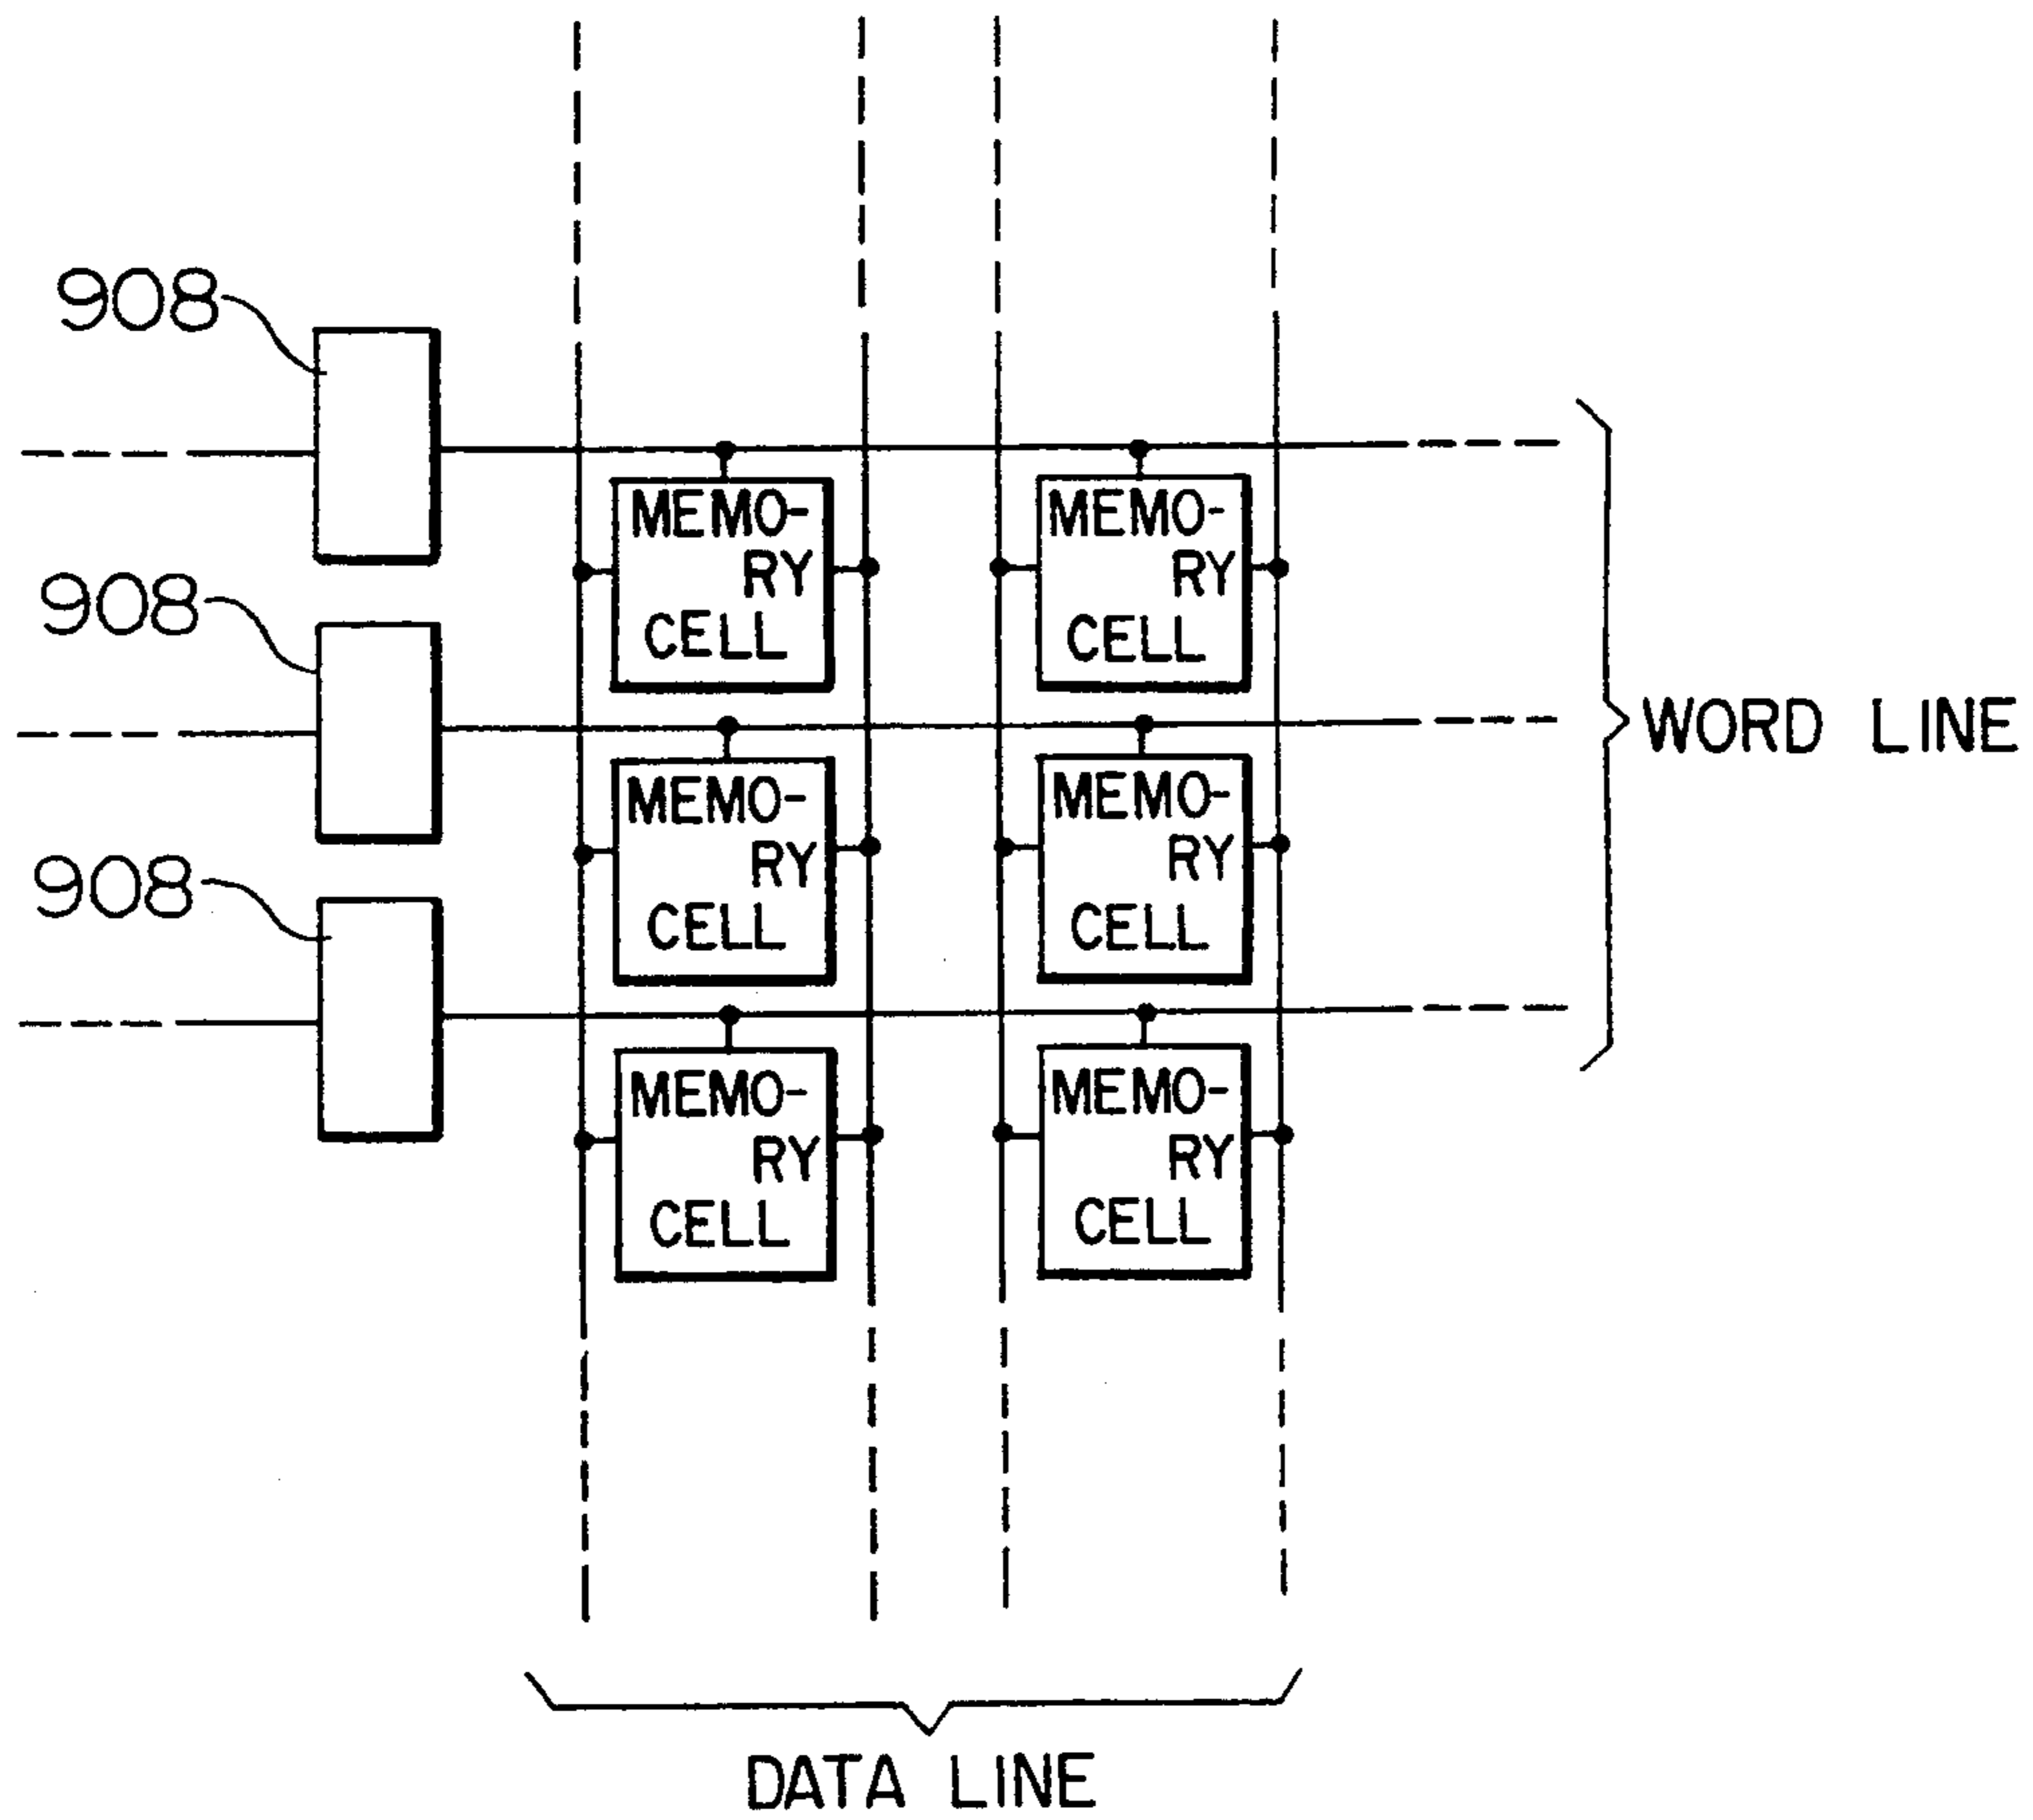 908
MEMO-
RY
CELL
MEMO-
RY
CELL
908
WORD LINE
MEMO-
RY
CELL
MEMO-
RY
CELL
908
MEMO-
RY
CELL
MEMO-
RY
CELL
DATA LINE